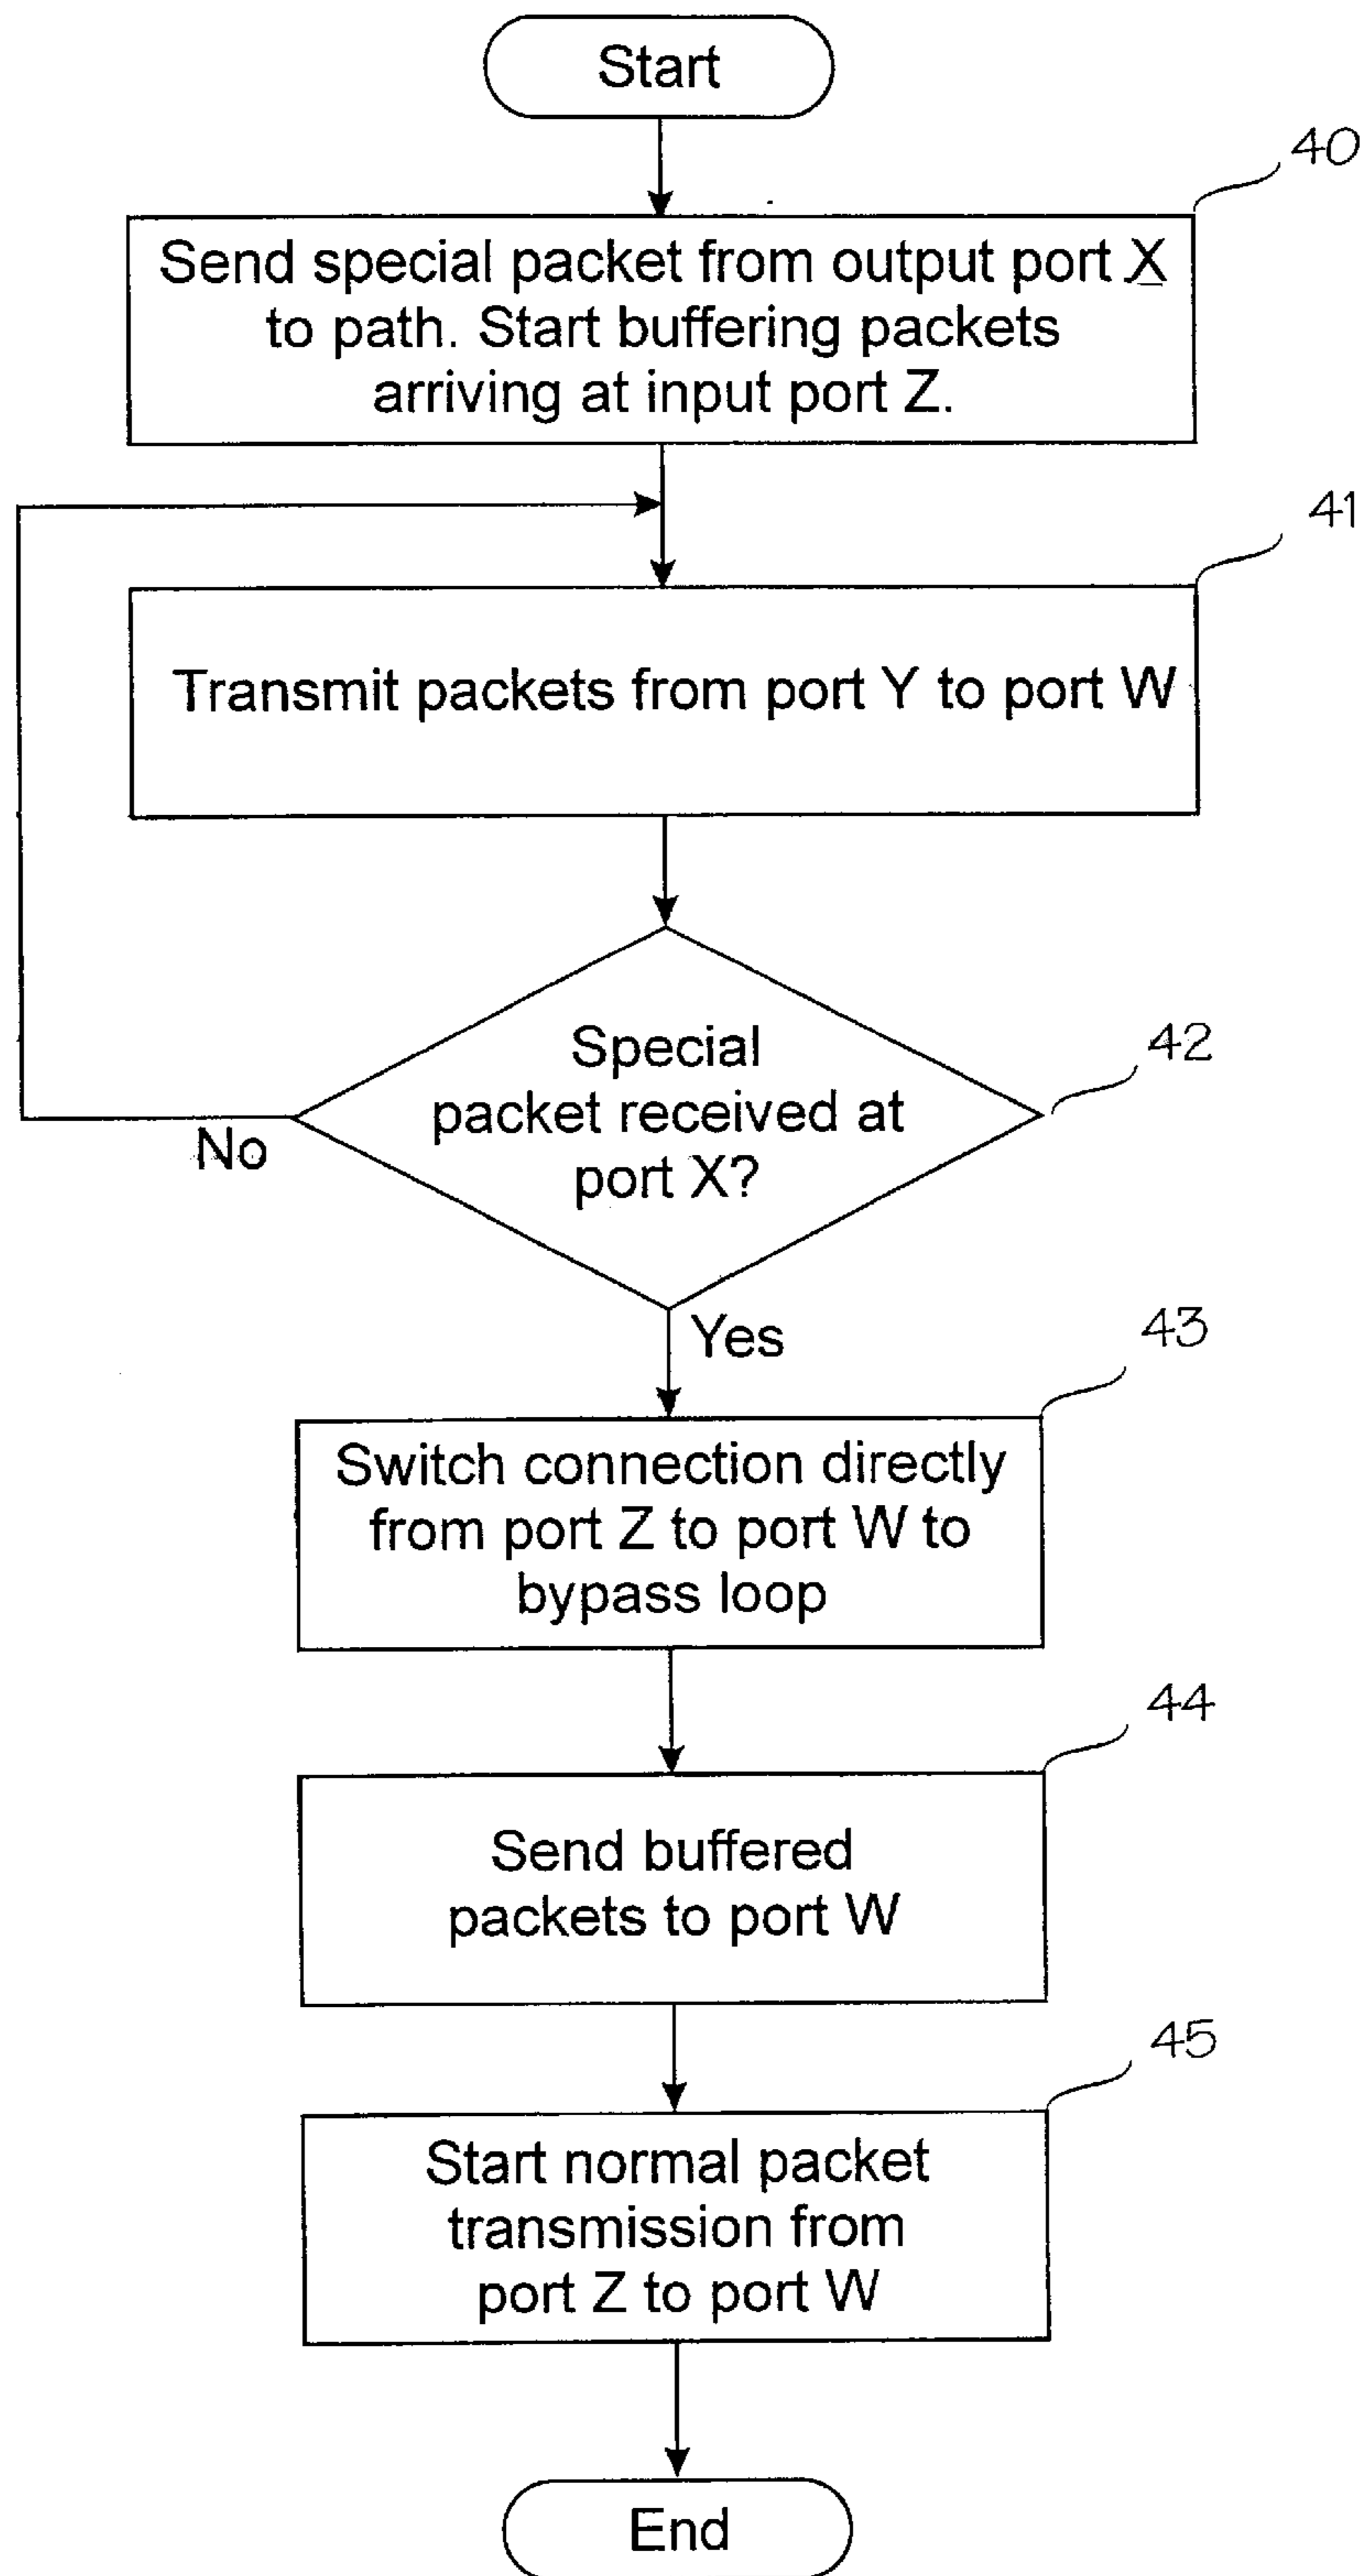 Start
40
Send special packet from output port X
to path. Start buffering packets
arriving at input port Z.
41
Transmit packets from port Y to port W
Special
packet received at
port X?
42
No
Yes
43
Switch connection directly
from port Z to port W to
bypass loop
44
Send buffered
packets to port W
45
Start normal packet
transmission from
port Z to port W
End